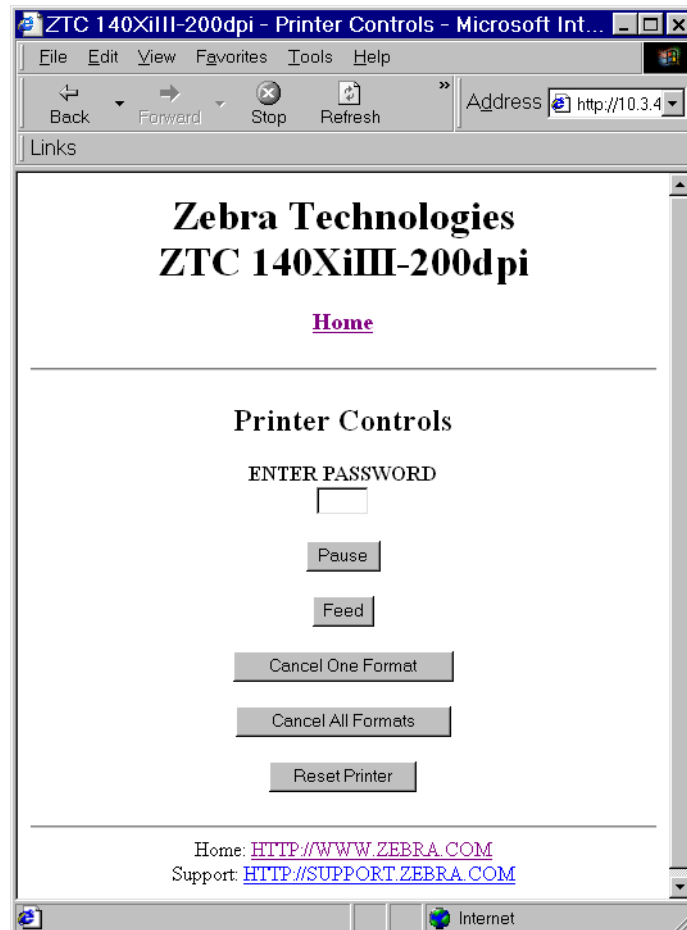 ZTC 140XiIII-200dpi - Printer Controls - Microsoft Int...
File Edit View Favorites Tools Help
Back Forward Stop Refresh » Address http://10.3.4
Links
Zebra Technologies
ZTC 140XiIII-200dpi
Home
Printer Controls
ENTER PASSWORD
Pause
Feed
Cancel One Format
Cancel All Formats
Reset Printer
Home: HTTP://WWW.ZEBRA.COM
Support: HTTP://SUPPORT.ZEBRA.COM
Internet